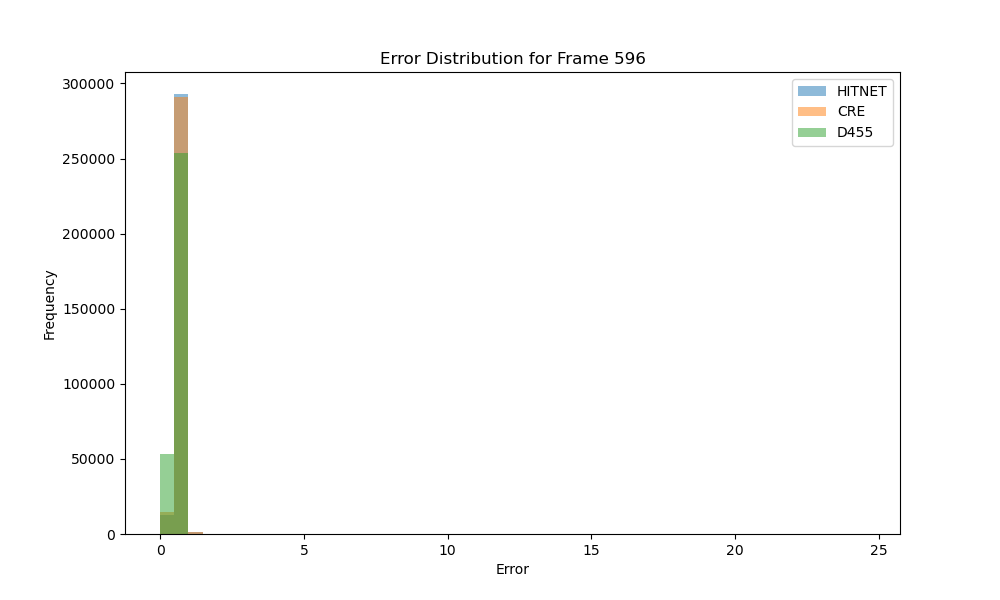 Error Distribution for Frame 596
HITNET
CRE
D455
Frequency
300000
250000
200000
150000
100000
50000
0
0 5 10 15 20 25
Error